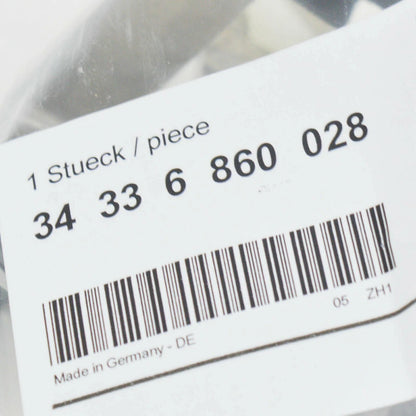 1 Stueck / piece
34 33 6 860 028
Made in Germany - DE 05 ZH1